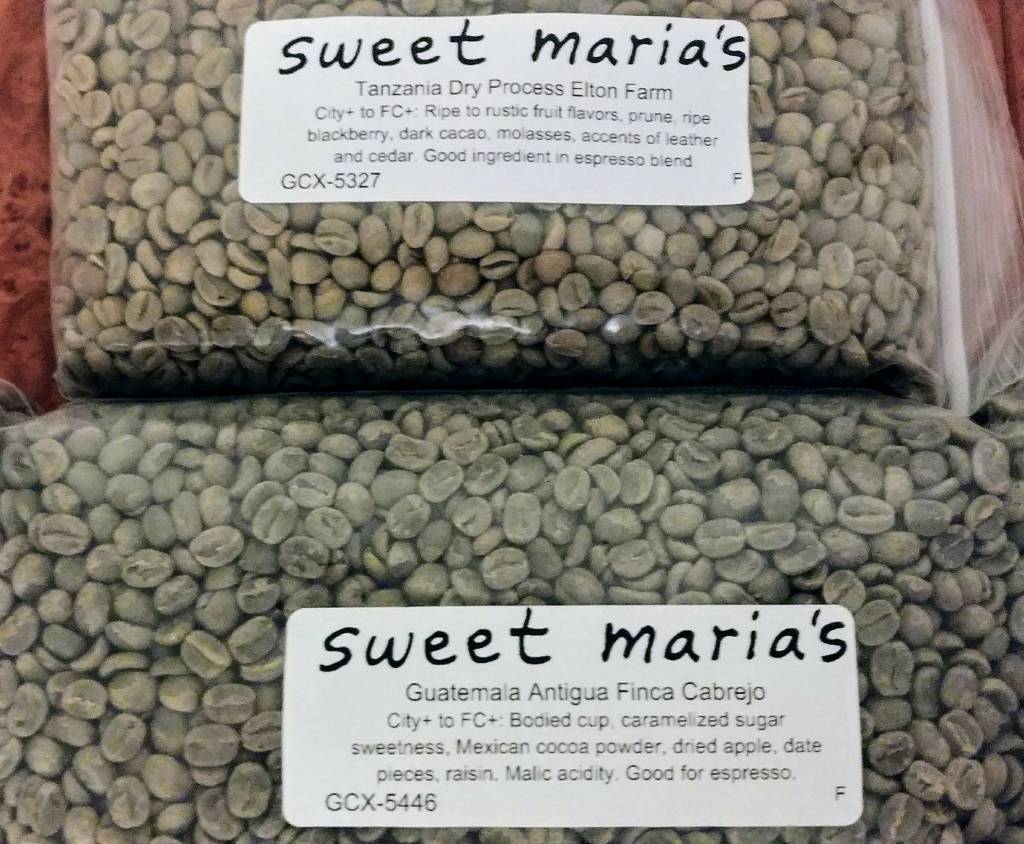 sweet maria's
Tanzania Dry Process Elton Farm
City+ to FC+: Ripe to rustic fruit flavors, prune, ripe
blackberry, dark cacao, molasses, accents of leather
and cedar. Good ingredient in espresso blend
GCX-5327 F
sweet maria's
Guatemala Antigua Finca Cabrejo
City+ to FC+: Bodied cup, caramelized sugar
sweetness, Mexican cocoa powder, dried apple, date
pieces, raisin. Malic acidity. Good for espresso.
GCX-5446 F